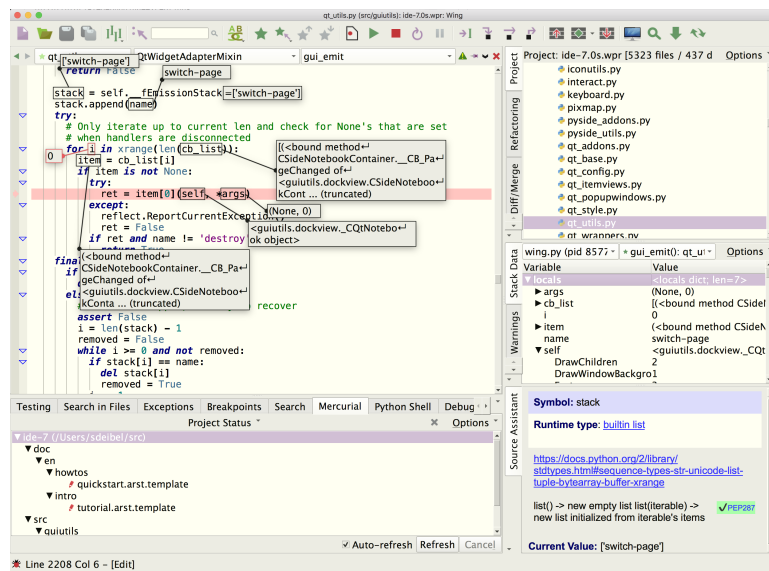 qt_utils.py (src/guiutils): ide-7.0s.wpr: Wing
QtWidgetAdapterMixin
gui_emit
['switch-page']
return False
switch-page
stack = self.__fEmissionStack
=['switch-page']
stack.append(name)
try:
# Only iterate up to current len and check for None's that are set
# when handlers are disconnected
for i in xrange(len(cb_list)):
0
item = cb_list[i]
[(<bound method↵
CSideNotebookContainer.__CB_Pa↵
geChanged of↵
<guiutils.dockview.CSideNoteboo↵
kCont ... (truncated)
if item is not None:
try:
ret = item[0](self, *args)
(None, 0)
except:
reflect.ReportCurrentException()
<guiutils.dockview._CQtNotebo↵
ok object>
ret = False
if ret and name != 'destroy
return True
(<bound method↵
CSideNotebookContainer.__CB_Pa↵
geChanged of↵
<guiutils.dockview.CSideNoteboo↵
kConta ... (truncated)
recover
assert False
i = len(stack) - 1
removed = False
while i >= 0 and not removed:
if stack[i] == name:
del stack[i]
removed = True
Testing Search in Files Exceptions Breakpoints Search Mercurial Python Shell Debug
Project Status
Options
ide-7 (/Users/sdeibel/src)
doc
en
howtos
quickstart.arst.template
intro
tutorial.arst.template
src
guiutils
Auto-refresh Refresh Cancel
Line 2208 Col 6 - [Edit]
Project
Refactoring
Diff/Merge
Project: ide-7.0s.wpr [5323 files / 437 d Options
iconutils.py
interact.py
keyboard.py
pixmap.py
pyside_addons.py
pyside_utils.py
qt_addons.py
qt_base.py
qt_config.py
qt_itemviews.py
qt_popupwindows.py
qt_style.py
qt_utils.py
qt_wrappers.py
Stack Data
Warnings
wing.py (pid 8577 gui_emit(): qt_ut Options
Variable Value
locals <locals dict; len=7>
args (None, 0)
cb_list [(<bound method CSideN
i 0
item (<bound method CSideN
name switch-page
self <guiutils.dockview._CQt
DrawChildren 2
DrawWindowBackgro 1
Source Assistant
Symbol: stack
Runtime type: builtin list
https://docs.python.org/2/library/
stdtypes.html#sequence-types-str-unicode-list-
tuple-bytearray-buffer-xrange
list() -> new empty list list(iterable) ->
new list initialized from iterable's items
✓PEP287
Current Value: ['switch-page']